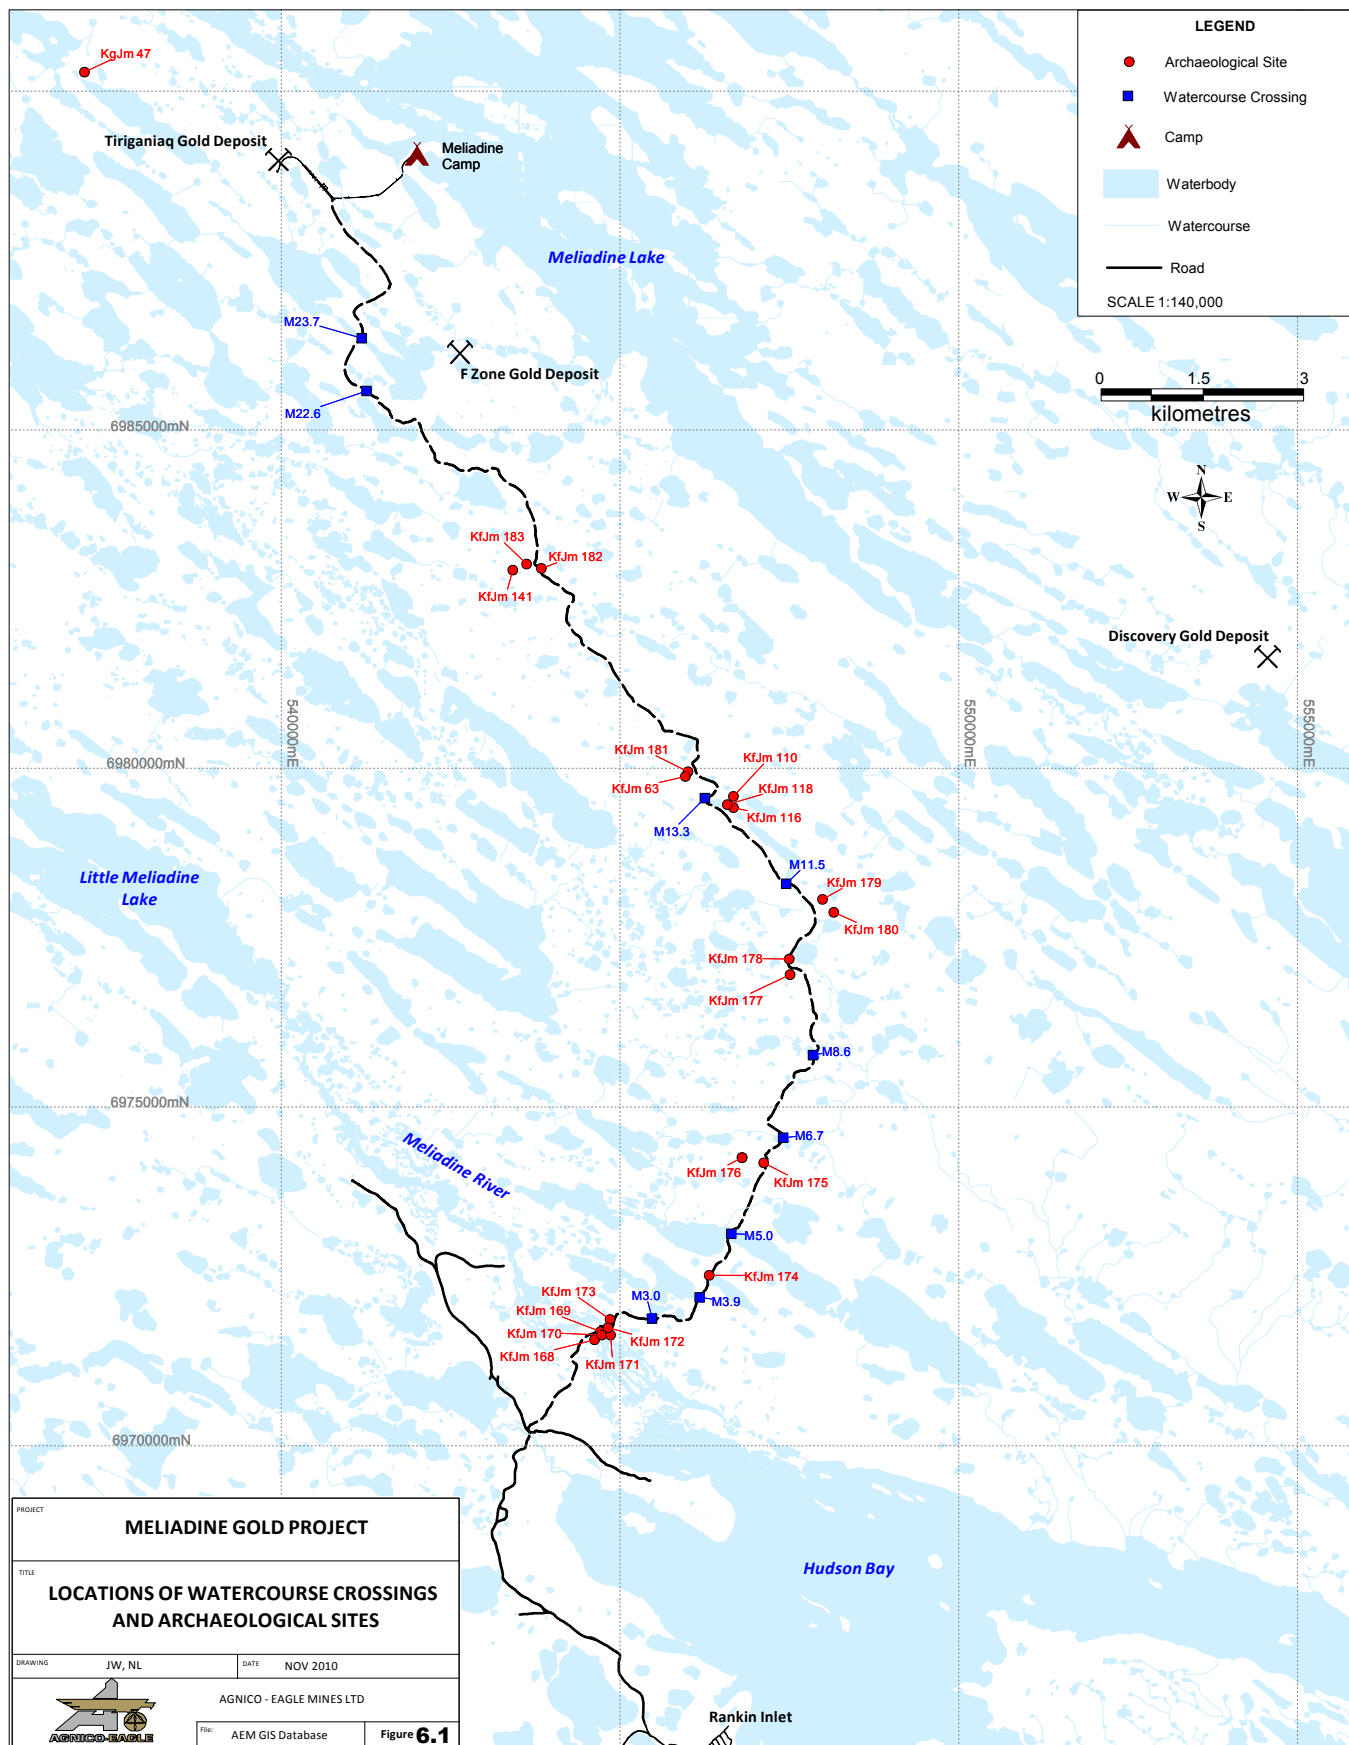 LEGEND
Archaeological Site
Watercourse Crossing
Camp
Waterbody
Watercourse
Road
SCALE 1:140,000
0 1.5 3
kilometres
N
W E
S
KgJm 47
Tiriganiaq Gold Deposit
Meliadine
Camp
Meliadine Lake
M23.7
F Zone Gold Deposit
M22.6
6985000mN
KfJm 183
KfJm 182
KfJm 141
Discovery Gold Deposit
540000mE
550000mE
555000mE
KfJm 181
KfJm 110
6980000mN
KfJm 63
KfJm 118
KfJm 116
M13.3
M11.5
Little Meliadine
Lake
KfJm 179
KfJm 180
KfJm 178
KfJm 177
M8.6
6975000mN
M6.7
Meliadine River
KfJm 176
KfJm 175
M5.0
KfJm 174
KfJm 173
M3.0
M3.9
KfJm 169
KfJm 170
KfJm 172
KfJm 168
KfJm 171
6970000mN
Hudson Bay
Rankin Inlet
PROJECT
MELIADINE GOLD PROJECT
TITLE
LOCATIONS OF WATERCOURSE CROSSINGS
AND ARCHAEOLOGICAL SITES
DRAWING JW, NL DATE NOV 2010
AGNICO - EAGLE MINES LTD
AGNICO-EAGLE
File: AEM GIS Database
Figure 6.1